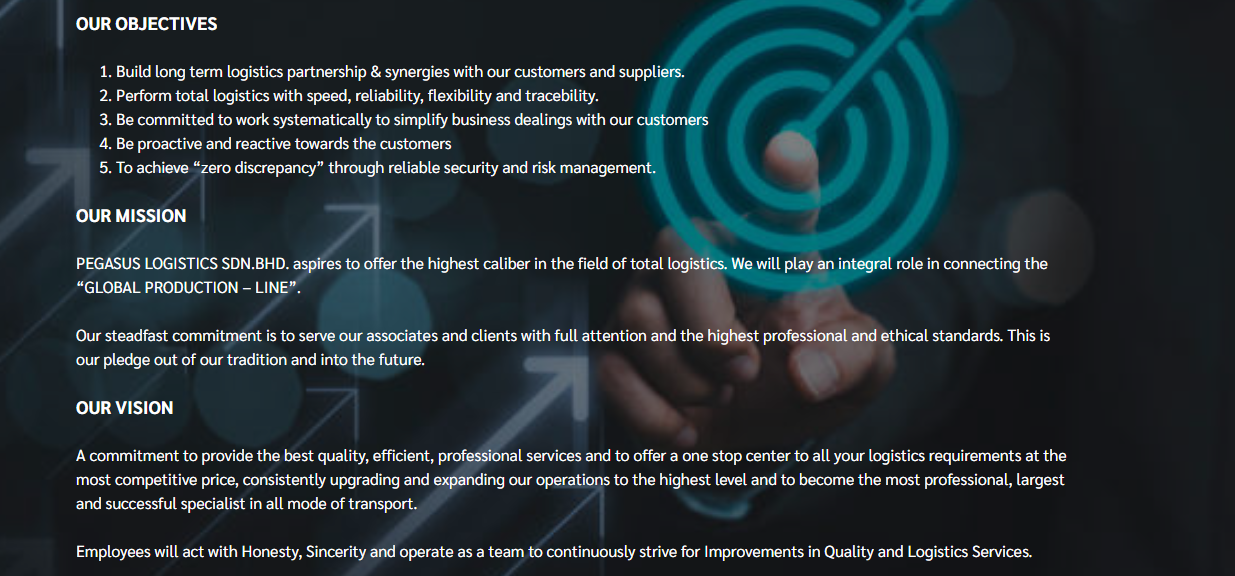 OUR OBJECTIVES
1. Build long term logistics partnership & synergies with our customers and suppliers.
2. Perform total logistics with speed, reliability, flexibility and tracebility.
3. Be committed to work systematically to simplify business dealings with our customers
4. Be proactive and reactive towards the customers
5. To achieve “zero discrepancy” through reliable security and risk management.
OUR MISSION
PEGASUS LOGISTICS SDN.BHD. aspires to offer the highest caliber in the field of total logistics. We will play an integral role in connecting the
“GLOBAL PRODUCTION – LINE”.
Our steadfast commitment is to serve our associates and clients with full attention and the highest professional and ethical standards. This is
our pledge out of our tradition and into the future.
OUR VISION
A commitment to provide the best quality, efficient, professional services and to offer a one stop center to all your logistics requirements at the
most competitive price, consistently upgrading and expanding our operations to the highest level and to become the most professional, largest
and successful specialist in all mode of transport.
Employees will act with Honesty, Sincerity and operate as a team to continuously strive for Improvements in Quality and Logistics Services.